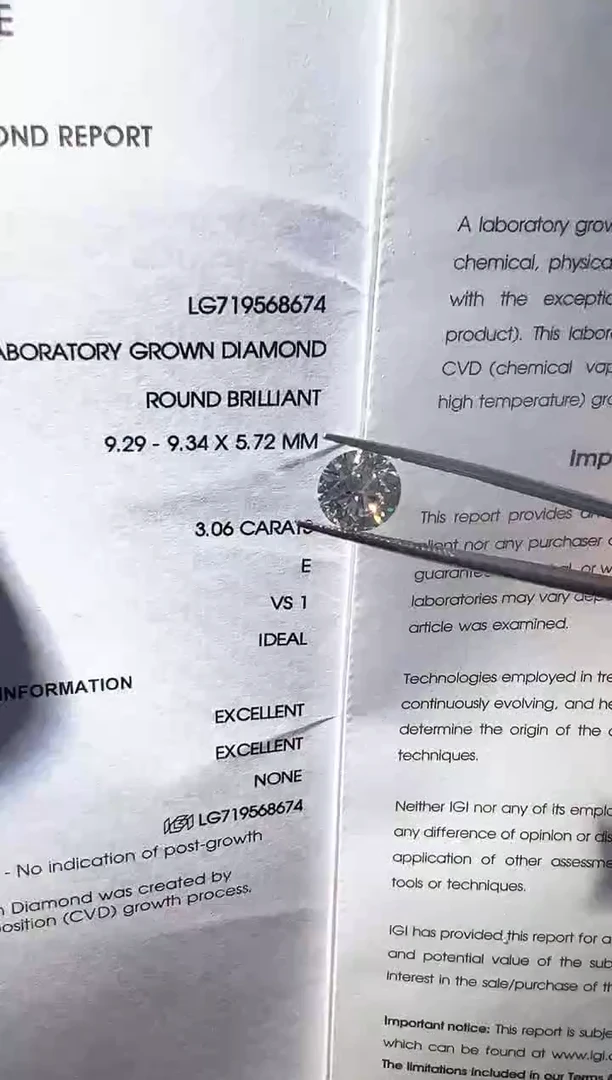 E
OND REPORT
LG719568674
ABORATORY GROWN DIAMOND
ROUND BRILLIANT
9.29 - 9.34 X 5.72 MM
3.06 CARATS
E
VS 1
IDEAL
INFORMATION
EXCELLENT
EXCELLENT
NONE
IGI LG719568674
- No indication of post-growth
n Diamond was created by
osition (CVD) growth process.
A laboratory grow
chemical, physica
with the exceptio
product). This labor
CVD (chemical vap
high temperature) gro
Imp
This report provides
nor any purchaser
or w
laboratories may vary dep
article was examined.
Technologies employed in tre
continuously evolving, and he
determine the origin of the
techniques.
Neither IGI nor any of its emplo
any difference of opinion or dis
application of other assessme
tools or techniques.
IGI has provided this report for a
and potential value of the sub
interest in the sale/purchase of th
Important notice: This report is subje
which can be found at www.igi.
The limitations included in our Terms